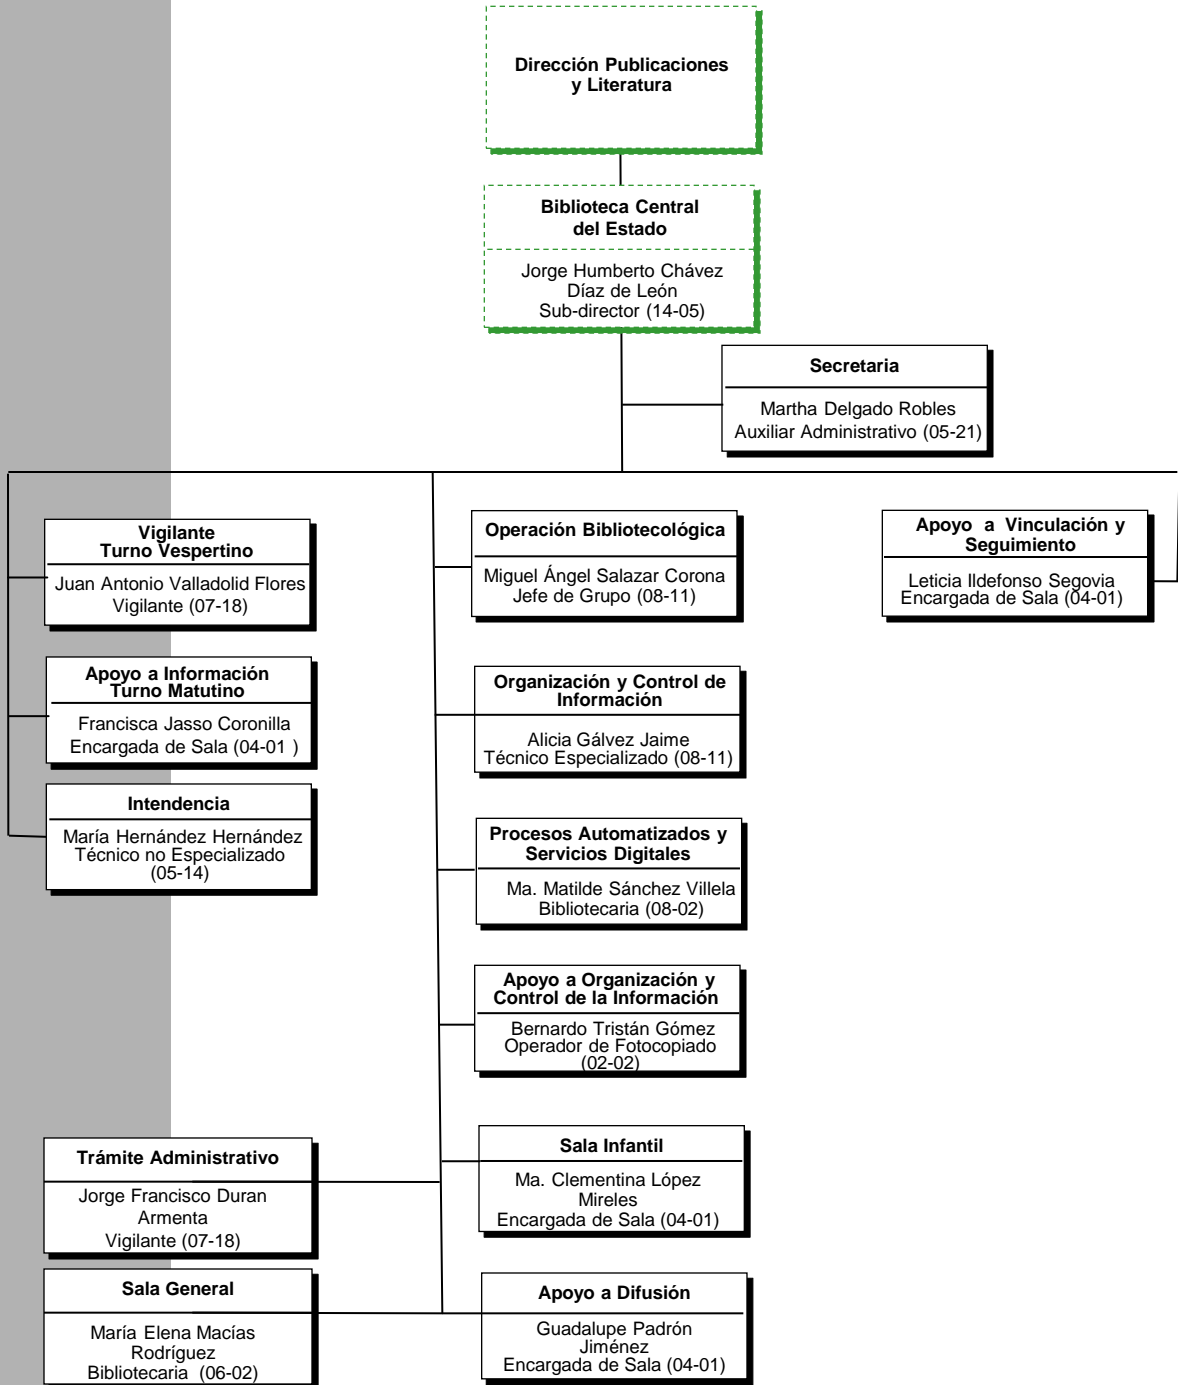 Dirección Publicaciones
y Literatura
Biblioteca Central
del Estado
Jorge Humberto Chávez
Díaz de León
Sub-director (14-05)
Secretaria
Martha Delgado Robles
Auxiliar Administrativo (05-21)
Vigilante
Turno Vespertino
Juan Antonio Valladolid Flores
Vigilante (07-18)
Apoyo a Información
Turno Matutino
Francisca Jasso Coronilla
Encargada de Sala (04-01 )
Intendencia
María Hernández Hernández
Técnico no Especializado
(05-14)
Operación Bibliotecológica
Miguel Ángel Salazar Corona
Jefe de Grupo (08-11)
Organización y Control de
Información
Alicia Gálvez Jaime
Técnico Especializado (08-11)
Procesos Automatizados y
Servicios Digitales
Ma. Matilde Sánchez Villela
Bibliotecaria (08-02)
Apoyo a Organización y
Control de la Información
Bernardo Tristán Gómez
Operador de Fotocopiado
(02-02)
Apoyo a Vinculación y
Seguimiento
Leticia Ildefonso Segovia
Encargada de Sala (04-01)
Trámite Administrativo
Jorge Francisco Duran
Armenta
Vigilante (07-18)
Sala Infantil
Ma. Clementina López
Mireles
Encargada de Sala (04-01)
Sala General
María Elena Macías
Rodríguez
Bibliotecaria (06-02)
Apoyo a Difusión
Guadalupe Padrón
Jiménez
Encargada de Sala (04-01)